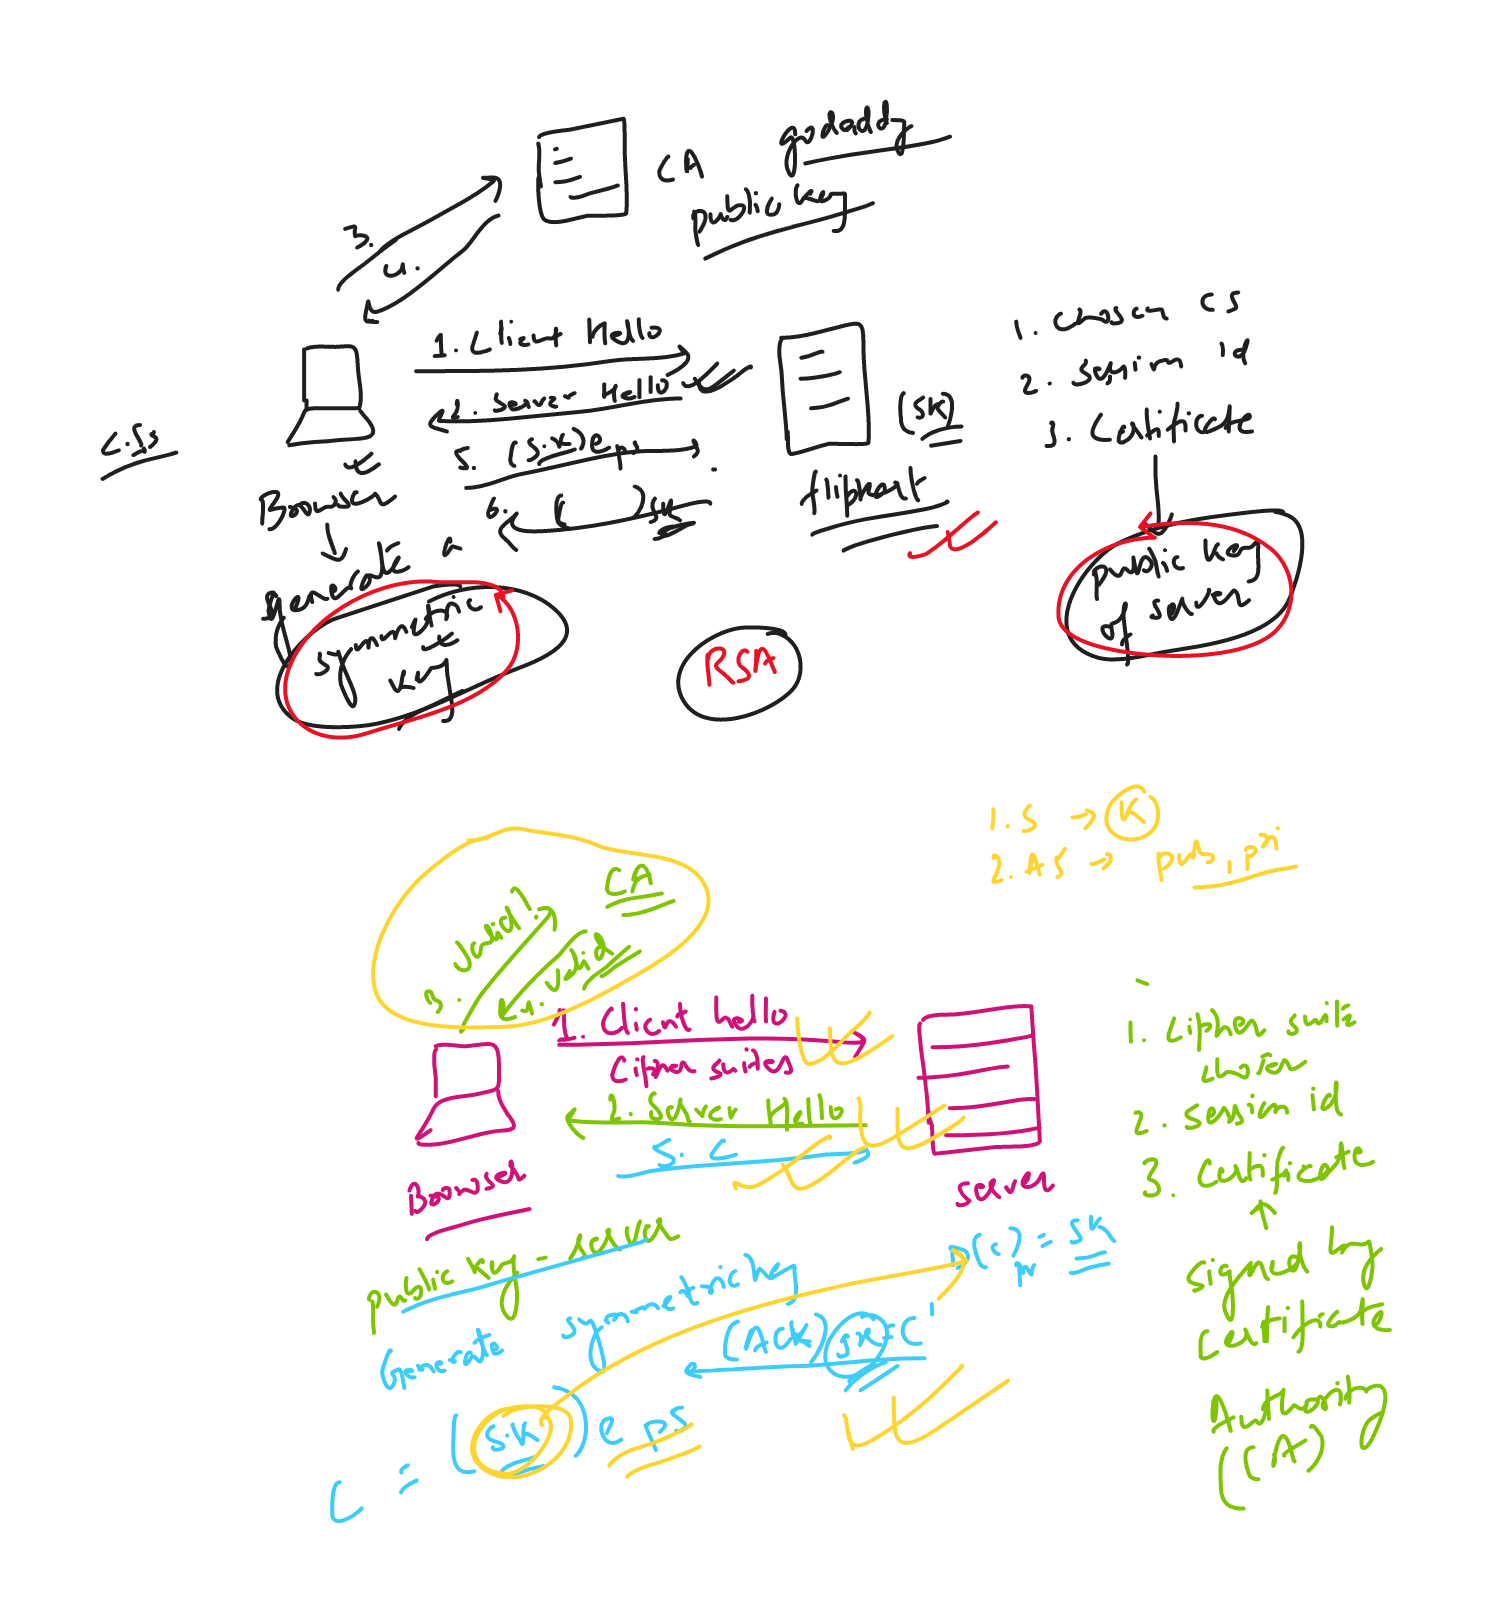 godaddy
CA
public key
3.
4.
1. Client Hello
2. Server Hello
5. (S.K)e ps
6. ( )sk
C.Ss
Browser
generate a
symmetric
key
(SK)
flipkart
1. chosen CS
2. session id
3. Certificate
public key
of server
RSA
1. S → K
2. AS → pub, pri
CA
3. Valid?
4. Valid
1. Client hello
Cipher suites
2. Server Hello
5. C
Browser
server
1. Cipher suite
chosen
2. session id
3. Certificate
signed by
certificate
Authority
(CA)
public key - server
Generate symmetric key
D(c) = SK
pr
(ACK) SK = C'
C = (S.K) e ps